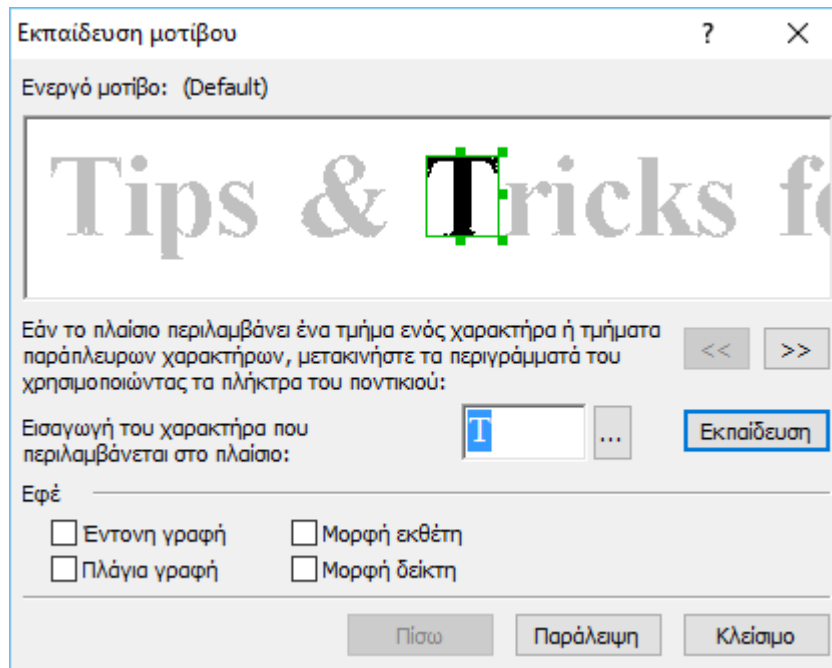 Εκπαίδευση μοτίβου
?
Ενεργό μοτίβο: (Default)
Tips & Tricks fo
Εάν το πλαίσιο περιλαμβάνει ένα τμήμα ενός χαρακτήρα ή τμήματα
παράπλευρων χαρακτήρων, μετακινήστε τα περιγράμματά του
χρησιμοποιώντας τα πλήκτρα του ποντικιού:
<< >>
Εισαγωγή του χαρακτήρα που
περιλαμβάνεται στο πλαίσιο:
T ... Εκπαίδευση
Εφέ
Έντονη γραφή Μορφή εκθέτη
Πλάγια γραφή Μορφή δείκτη
Πίσω Παράλειψη Κλείσιμο